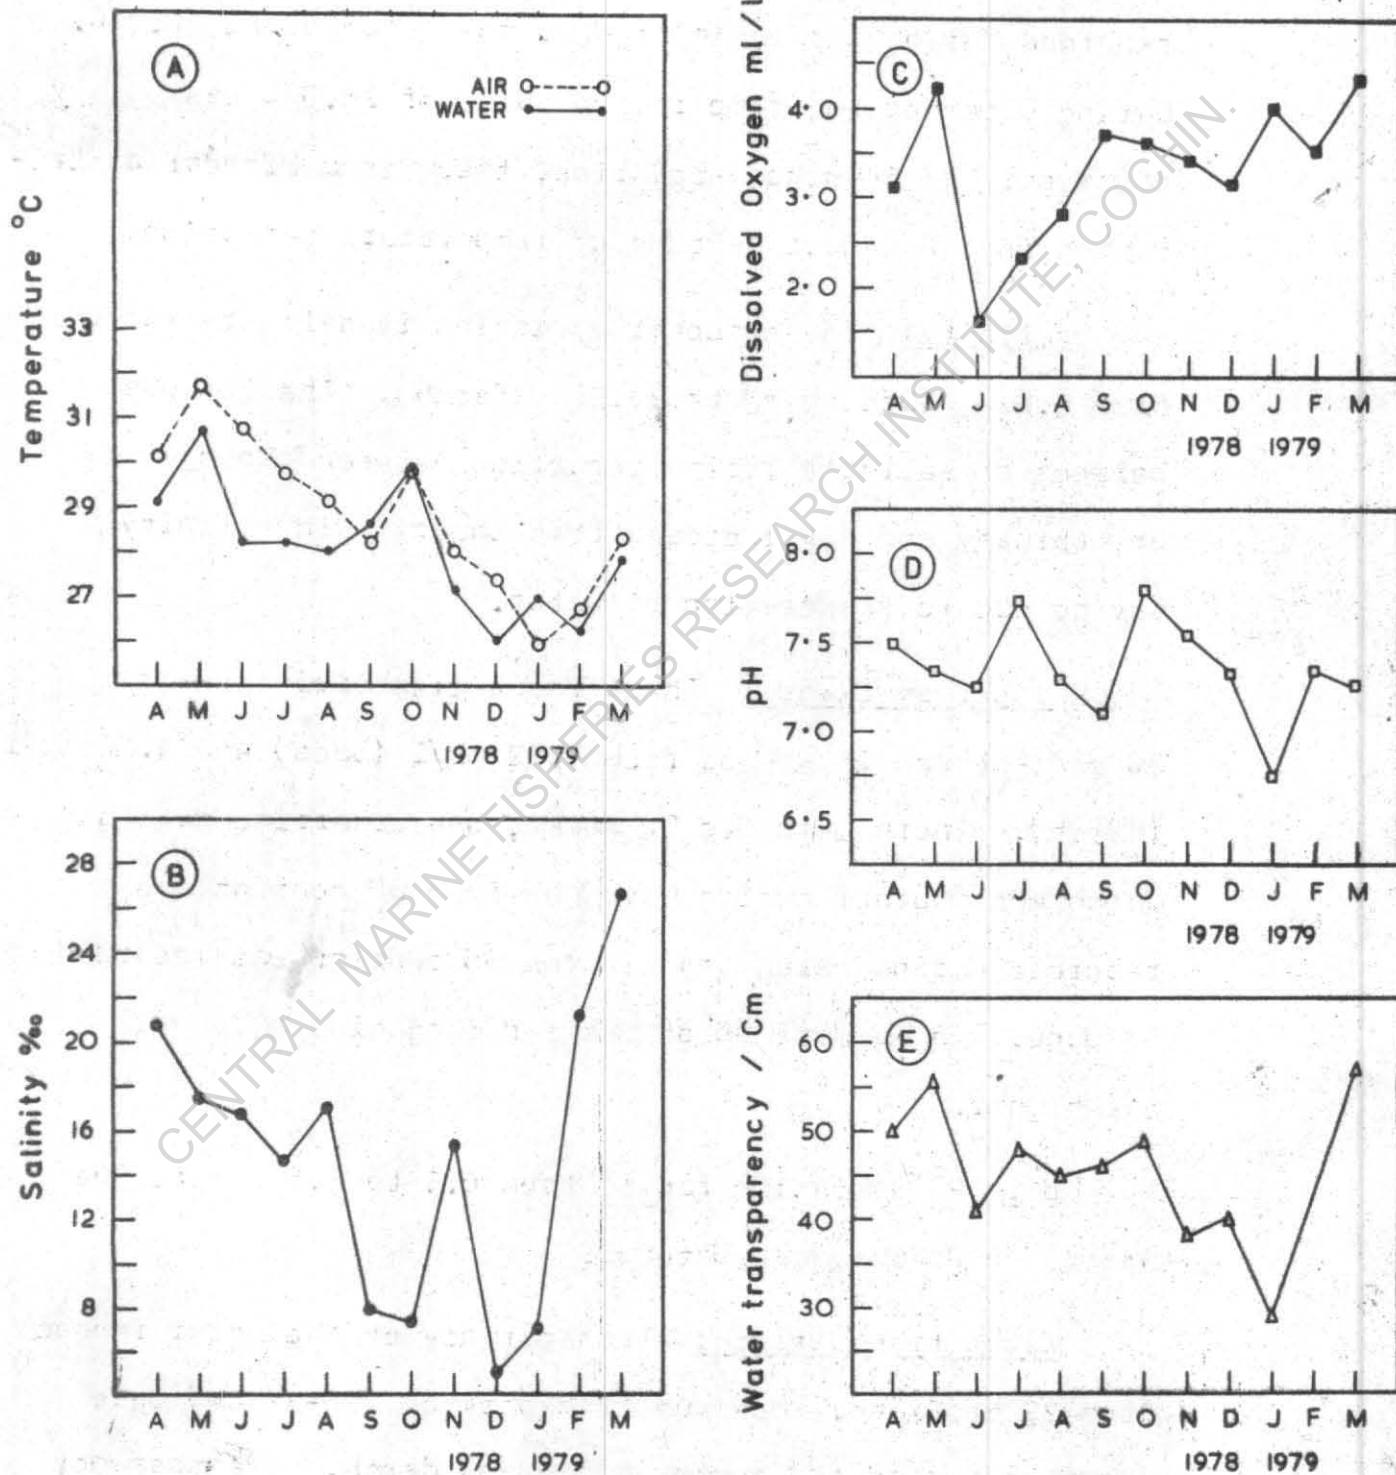 A
AIR
WATER
Temperature °C
33
31
29
27
A M J J A S O N D J F M
1978 1979
B
Salinity ‰
28
24
20
16
12
8
A M J J A S O N D J F M
1978 1979
C
Dissolved Oxygen ml/l
4·0
3·0
2·0
A M J J A S O N D J F M
1978 1979
D
pH
8·0
7·5
7·0
6·5
A M J J A S O N D J F M
1978 1979
E
Water transparency / Cm
60
50
40
30
A M J J A S O N D J F M
1978 1979
CENTRAL MARINE FISHERIES RESEARCH INSTITUTE, COCHIN.